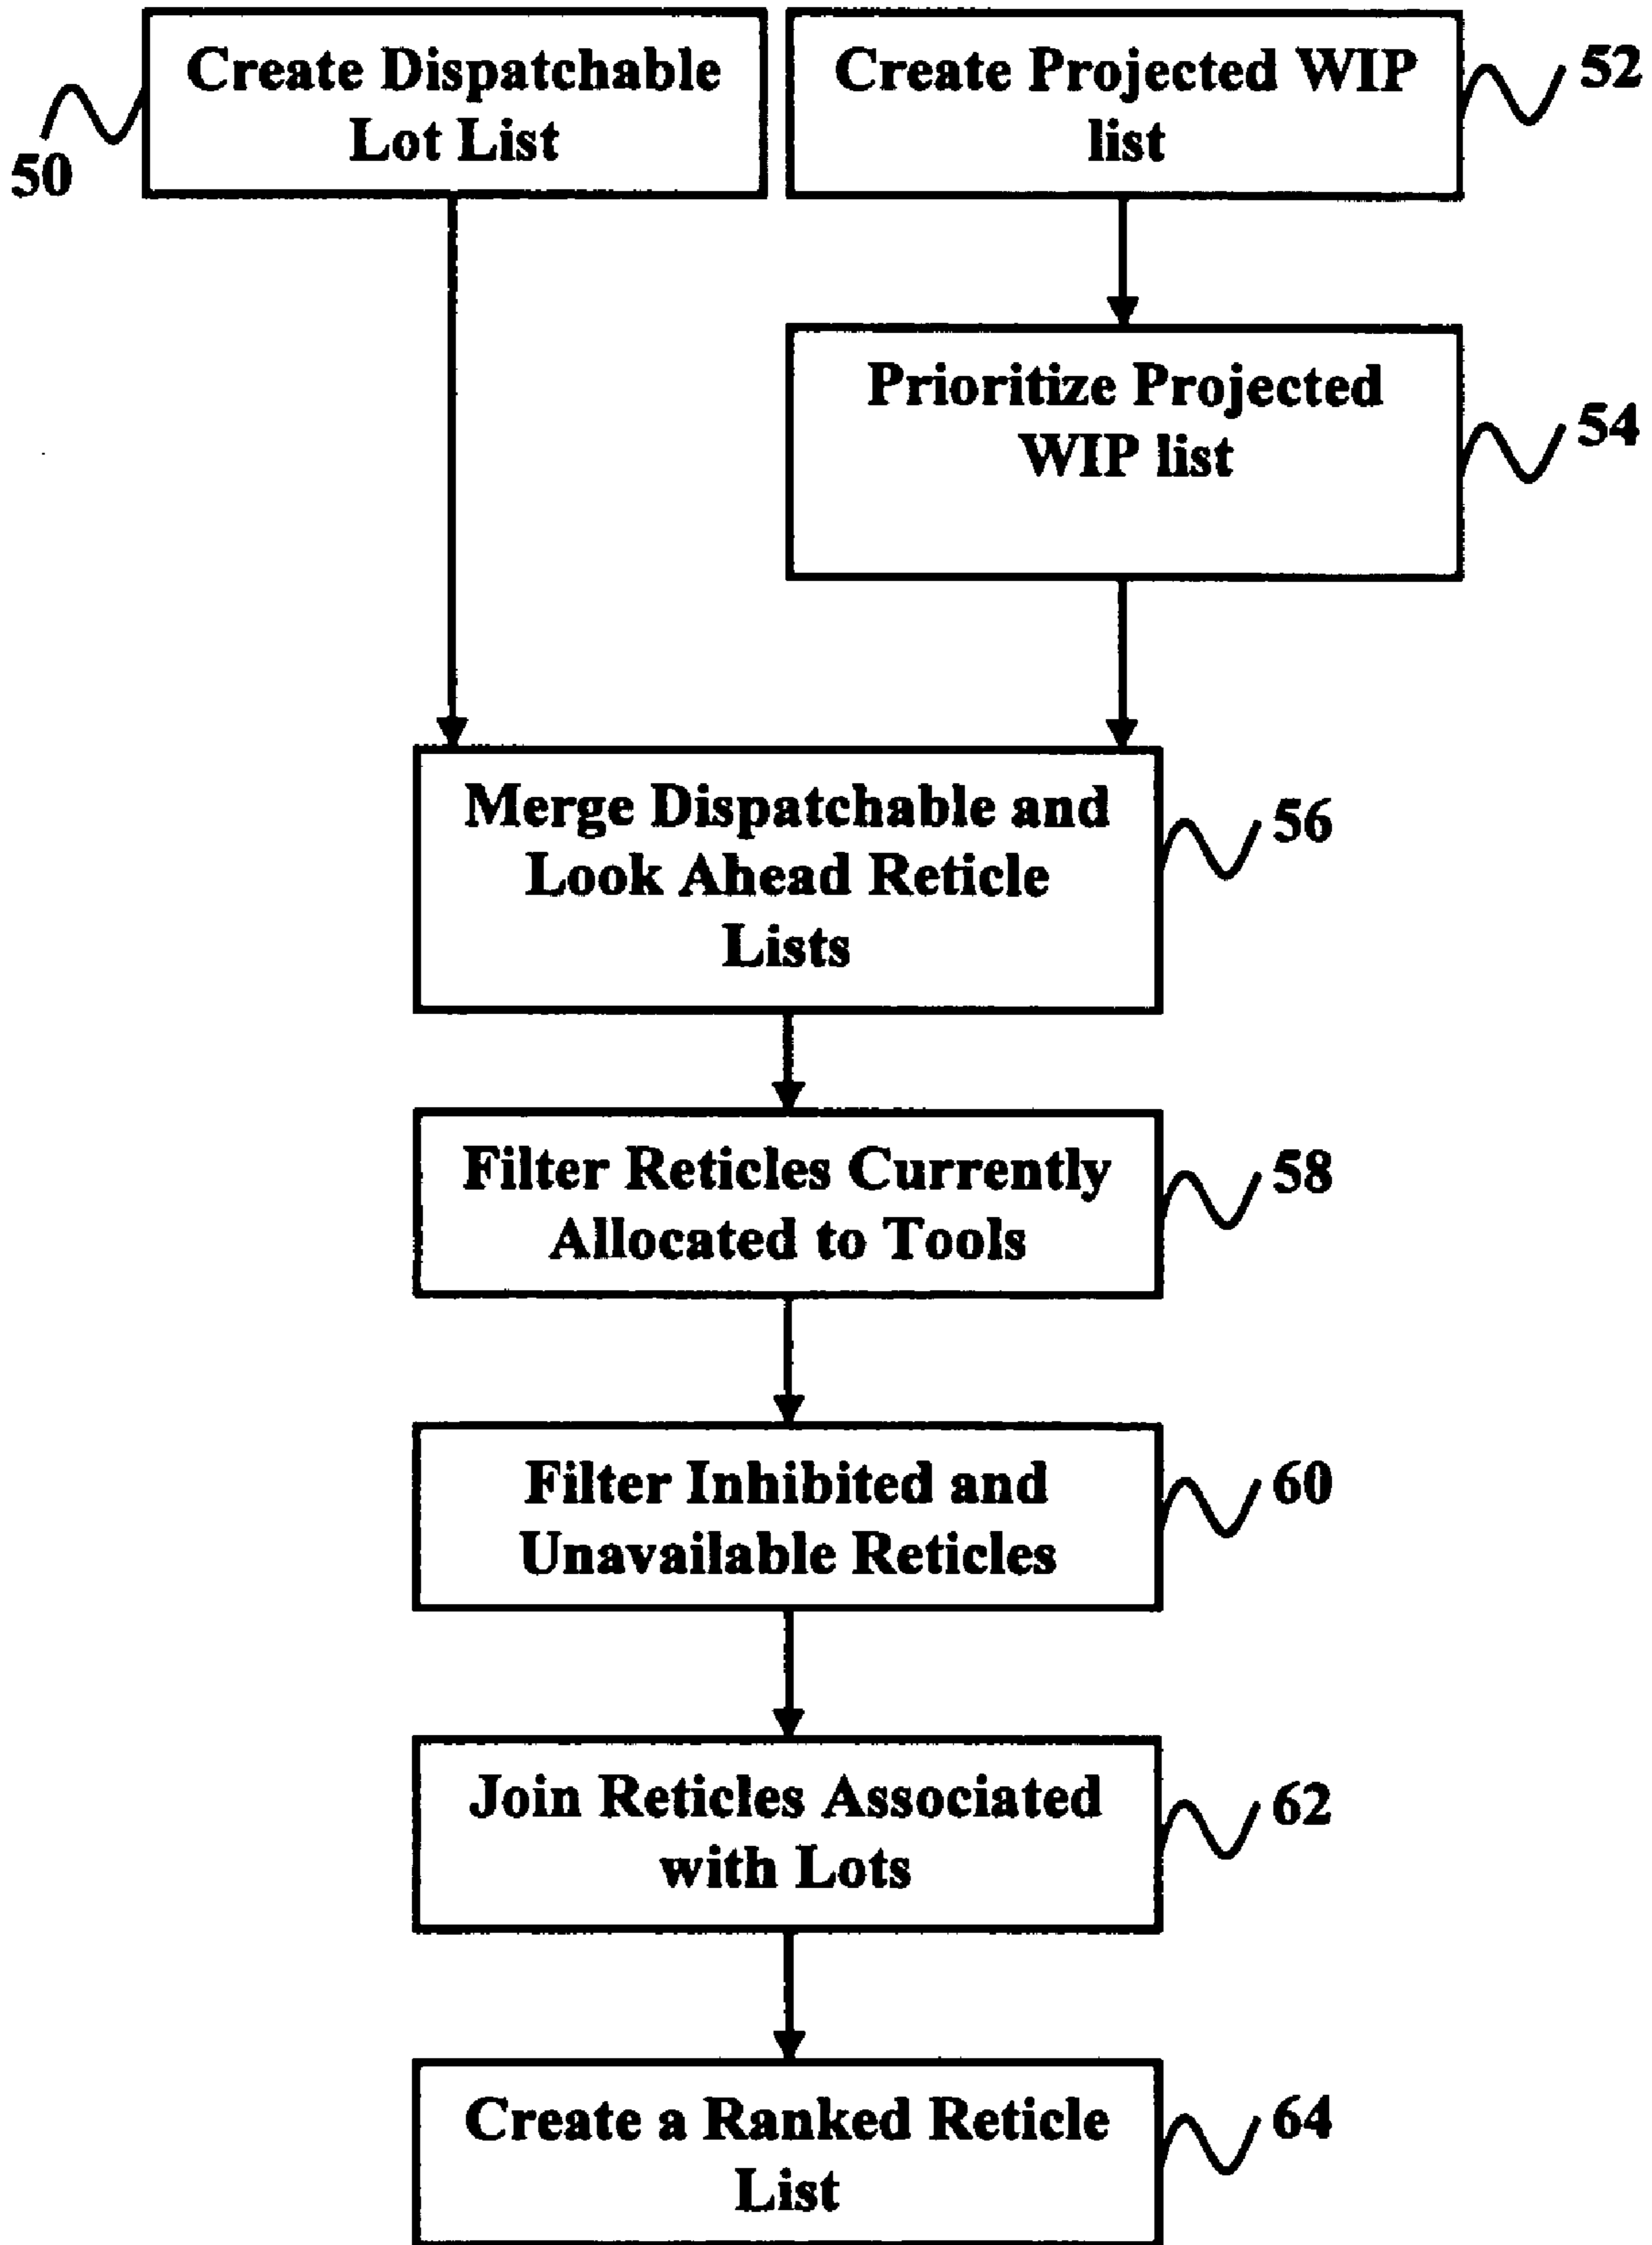 Create Dispatchable
Lot List
50
Create Projected WIP
list
52
Prioritize Projected
WIP list
54
Merge Dispatchable and
Look Ahead Reticle
Lists
56
Filter Reticles Currently
Allocated to Tools
58
Filter Inhibited and
Unavailable Reticles
60
Join Reticles Associated
with Lots
62
Create a Ranked Reticle
List
64